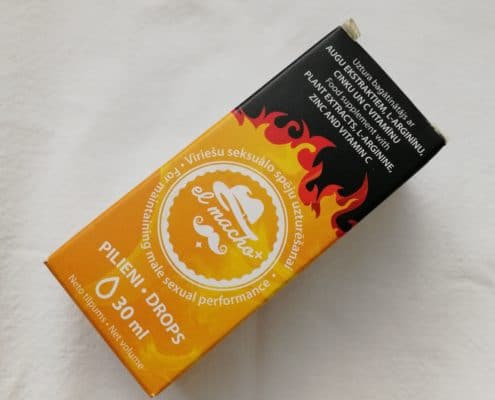 Uztura bagātinātājs ar
AUGU EKSTRAKTIEM, L-ARGINĪNU,
CINKU UN C VITAMĪNU
Food supplement with
PLANT EXTRACTS, L-ARGININE,
ZINC AND VITAMIN C
• Vīriešu seksuālo spēju uzturēšanai
• For maintaining male sexual performance •
el macho
PILIENI • DROPS
30 ml
Neto tilpums • Net volume